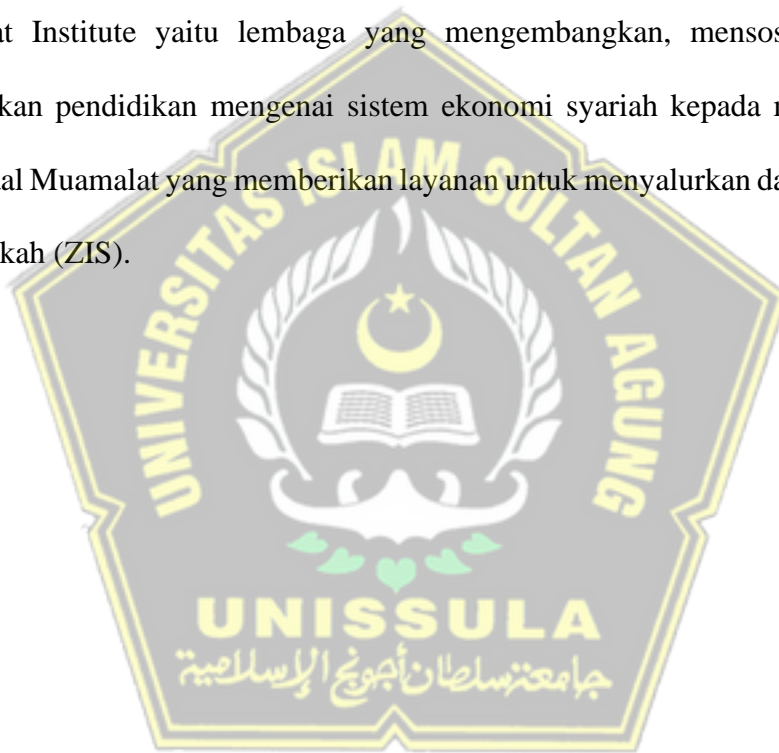 at Institute yaitu lembaga yang mengembangkan, mensos
kan pendidikan mengenai sistem ekonomi syariah kepada
al Muamalat yang memberikan layanan untuk menyalurkan da
kah (ZIS).
UNIVERSITAS ISLAM SULTAN AGUNG
UNISSULA
جامعة سلطان أجونج الإسلامية